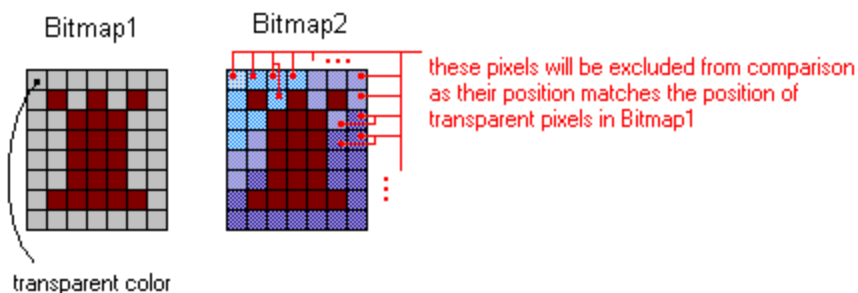 Bitmap1
Bitmap2
these pixels will be excluded from comparison
as their position matches the position of
transparent pixels in Bitmap1
transparent color